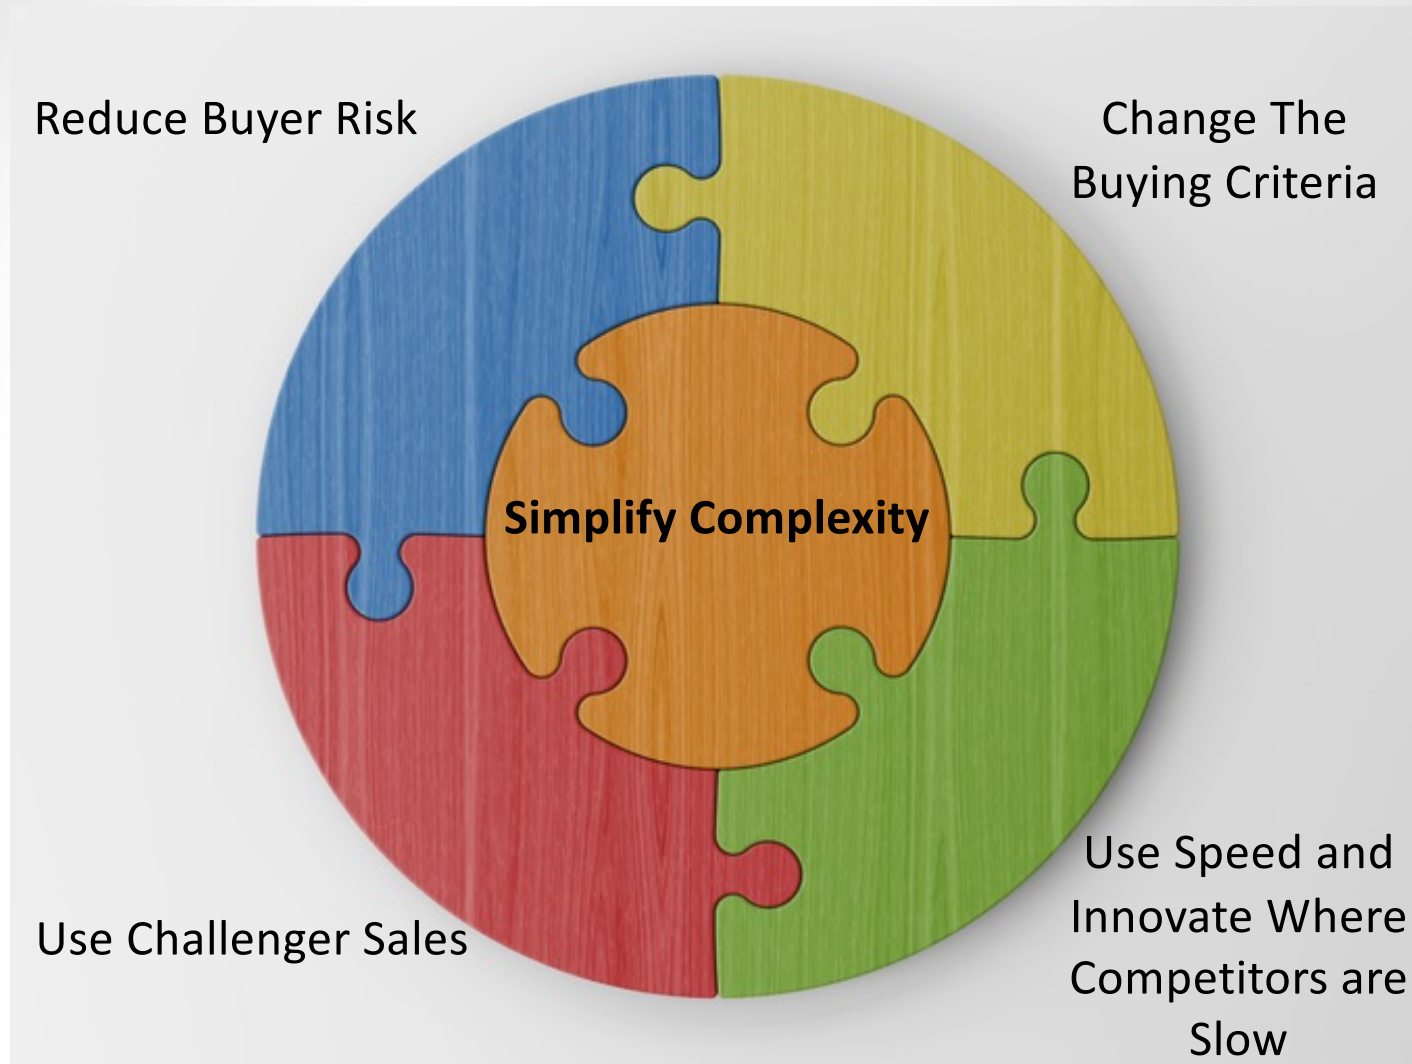 Reduce Buyer Risk
Change The
Buying Criteria
Simplify Complexity
Use Challenger Sales
Use Speed and
Innovate Where
Competitors are
Slow